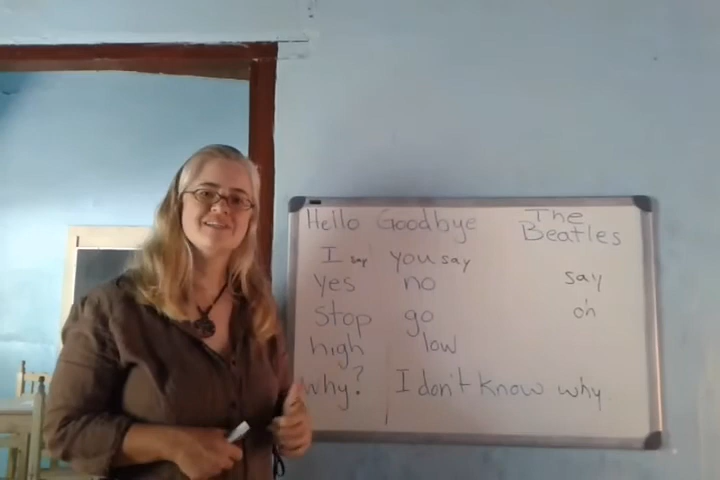 Hello Goodbye The Beatles
I say you say
yes no say
stop go oh
high low
why? I don't know why